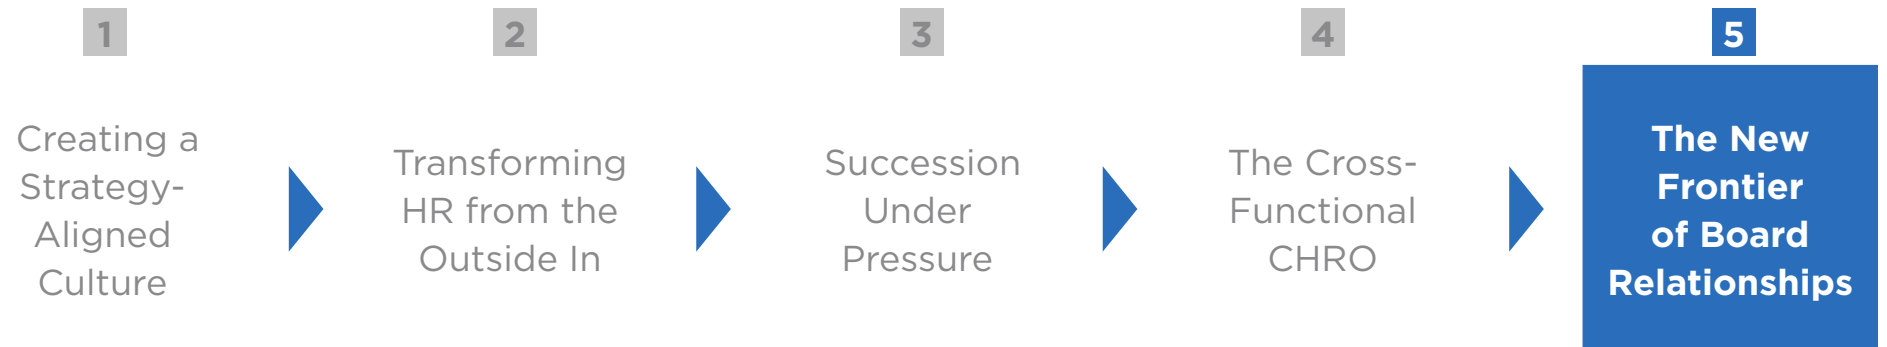 1
Creating a
Strategy-
Aligned
Culture
2
Transforming
HR from the
Outside In
3
Succession
Under
Pressure
4
The Cross-
Functional
CHRO
5
The New
Frontier
of Board
Relationships